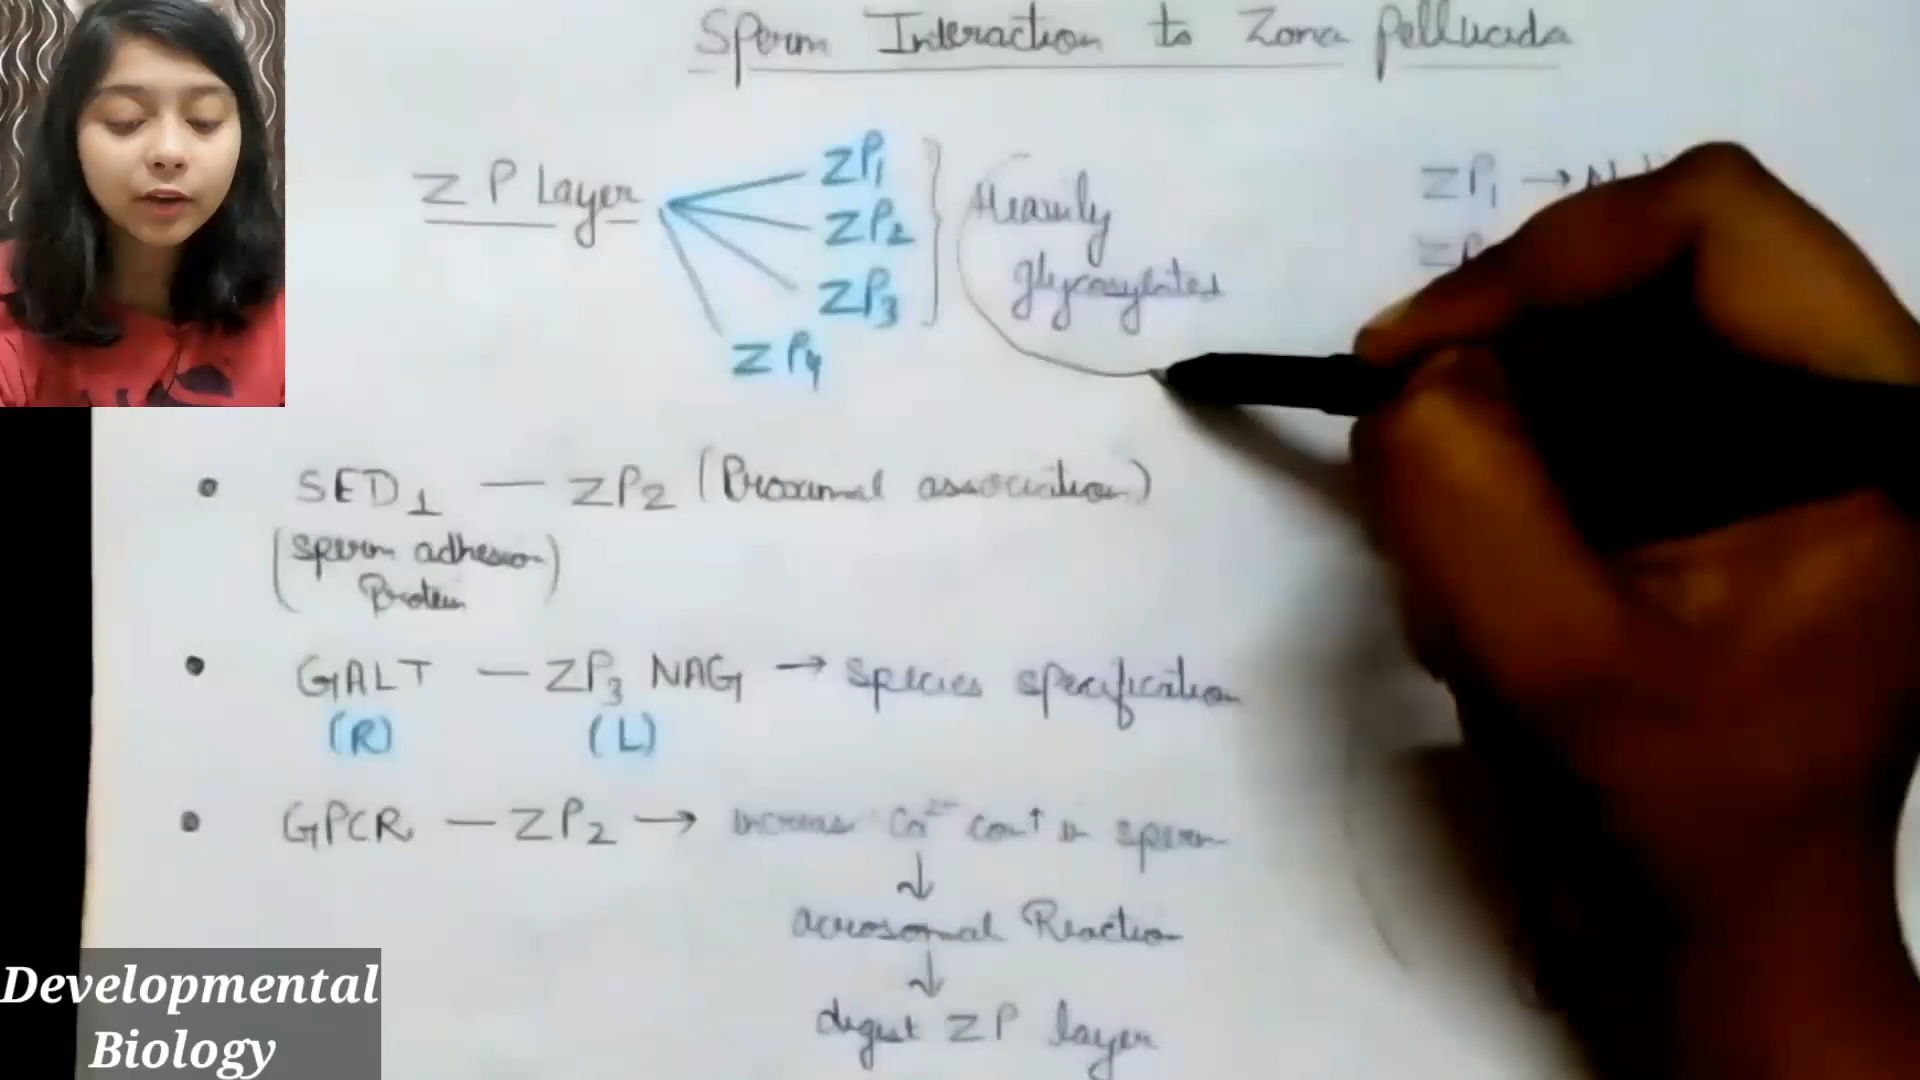 Sperm Interaction to Zona Pellucida
ZP Layer
ZP1
ZP2
ZP3
ZP4
Heavily
glycosylated
ZP1 →
SED1 — ZP2 (Proximal association)
(sperm adhesion
Protein)
GALT — ZP3 NAG → Species specification
(R) (L)
GPCR — ZP2 → increase Ca2+ con↑ in sperm
↓
acrosomal Reaction
↓
digest ZP layer
Developmental
Biology